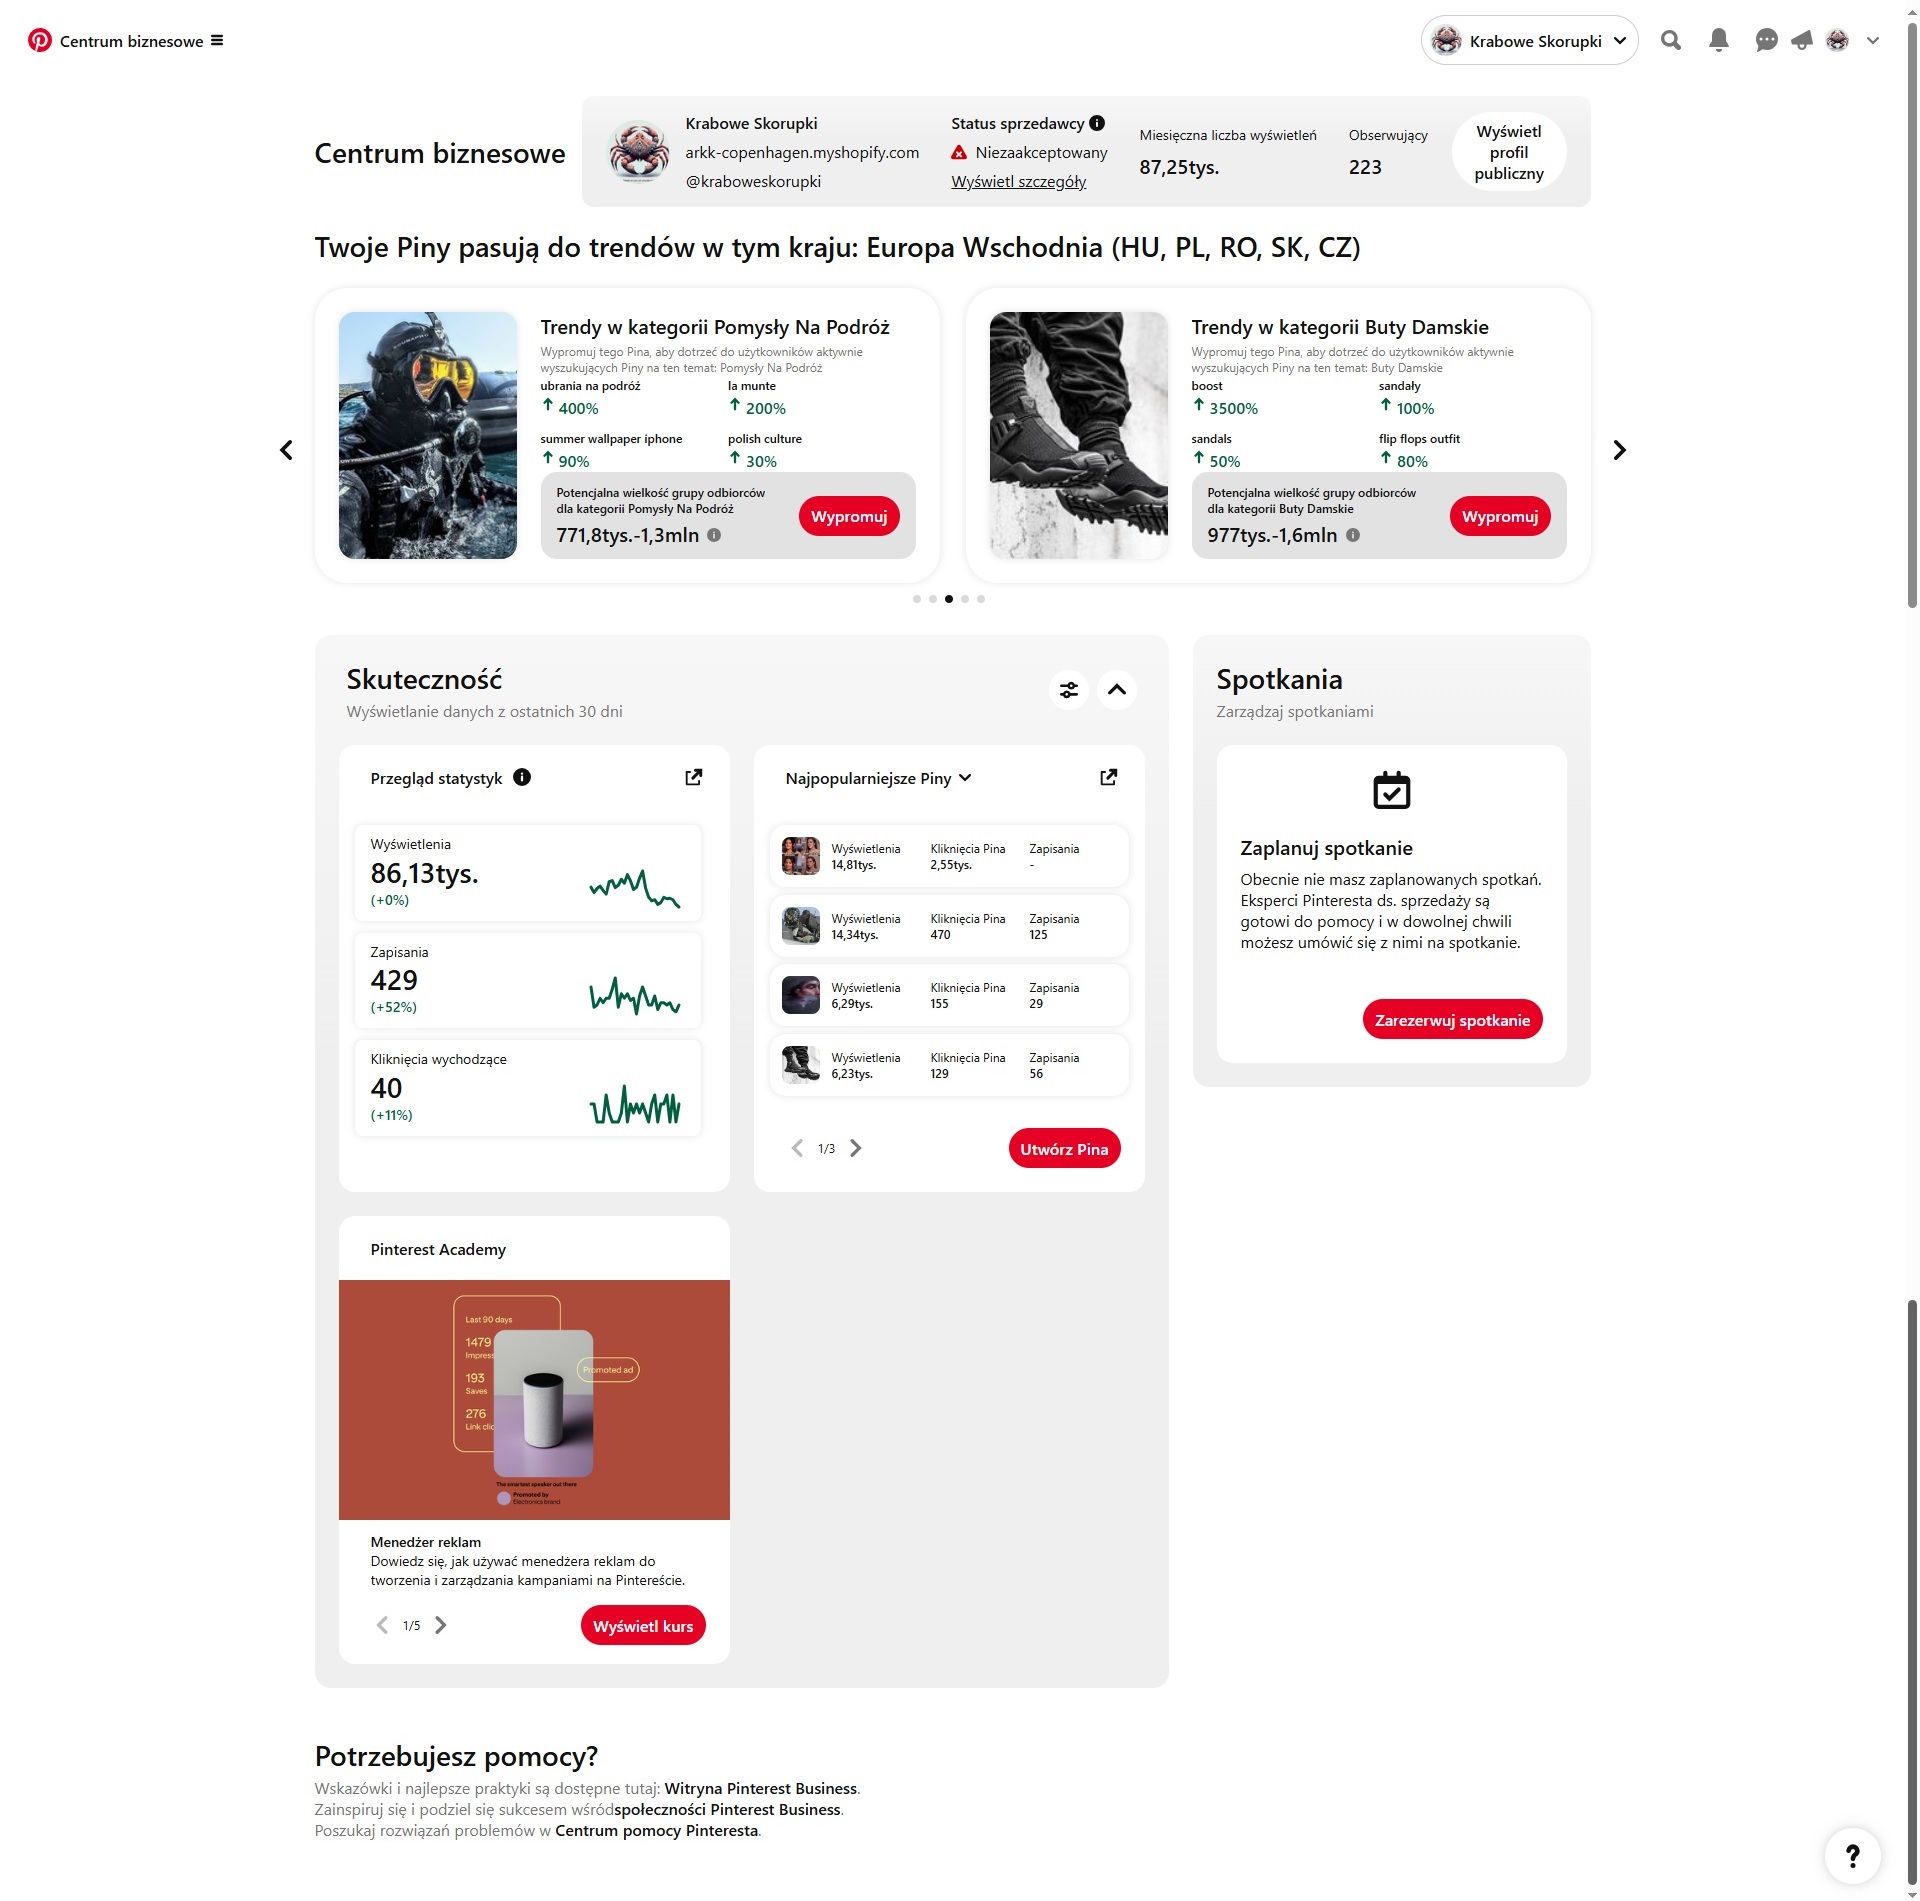 Centrum biznesowe
Krabowe Skorupki
Centrum biznesowe
Krabowe Skorupki
arkk-copenhagen.myshopify.com
@kraboweskorupki
Status sprzedawcy
Niezaakceptowany
Wyświetl szczegóły
Miesięczna liczba wyświetleń
87,25tys.
Obserwujący
223
Wyświetl
profil
publiczny
Twoje Piny pasują do trendów w tym kraju: Europa Wschodnia (HU, PL, RO, SK, CZ)
Trendy w kategorii Pomysły Na Podróż
Wypromuj tego Pina, aby dotrzeć do użytkowników aktywnie
wyszukujących Piny na ten temat: Pomysły Na Podróż
ubrania na podróż
400%
la munte
200%
summer wallpaper iphone
90%
polish culture
30%
Potencjalna wielkość grupy odbiorców
dla kategorii Pomysły Na Podróż
771,8tys.-1,3mln
Wypromuj
Trendy w kategorii Buty Damskie
Wypromuj tego Pina, aby dotrzeć do użytkowników aktywnie
wyszukujących Piny na ten temat: Buty Damskie
boost
3500%
sandały
100%
sandals
50%
flip flops outfit
80%
Potencjalna wielkość grupy odbiorców
dla kategorii Buty Damskie
977tys.-1,6mln
Wypromuj
Skuteczność
Wyświetlanie danych z ostatnich 30 dni
Przegląd statystyk
Wyświetlenia
86,13tys.
(+0%)
Zapisania
429
(+52%)
Kliknięcia wychodzące
40
(+11%)
Najpopularniejsze Piny
Wyświetlenia Kliknięcia Pina Zapisania
14,81tys. 2,55tys. -
Wyświetlenia Kliknięcia Pina Zapisania
14,34tys. 470 125
Wyświetlenia Kliknięcia Pina Zapisania
6,29tys. 155 29
Wyświetlenia Kliknięcia Pina Zapisania
6,23tys. 129 56
1/3
Utwórz Pina
Spotkania
Zarządzaj spotkaniami
Zaplanuj spotkanie
Obecnie nie masz zaplanowanych spotkań.
Eksperci Pinteresta ds. sprzedaży są
gotowi do pomocy i w dowolnej chwili
możesz umówić się z nimi na spotkanie.
Zarezerwuj spotkanie
Pinterest Academy
Last 90 days
1479
Impress
193
Saves
276
Link clic
Promoted ad
The smartest speaker out there
Promoted by
Electronics brand
Menedżer reklam
Dowiedz się, jak używać menedżera reklam do
tworzenia i zarządzania kampaniami na Pintereście.
1/5
Wyświetl kurs
Potrzebujesz pomocy?
Wskazówki i najlepsze praktyki są dostępne tutaj: Witryna Pinterest Business.
Zainspiruj się i podziel się sukcesem wśródspołeczności Pinterest Business.
Poszukaj rozwiązań problemów w Centrum pomocy Pinteresta.
?